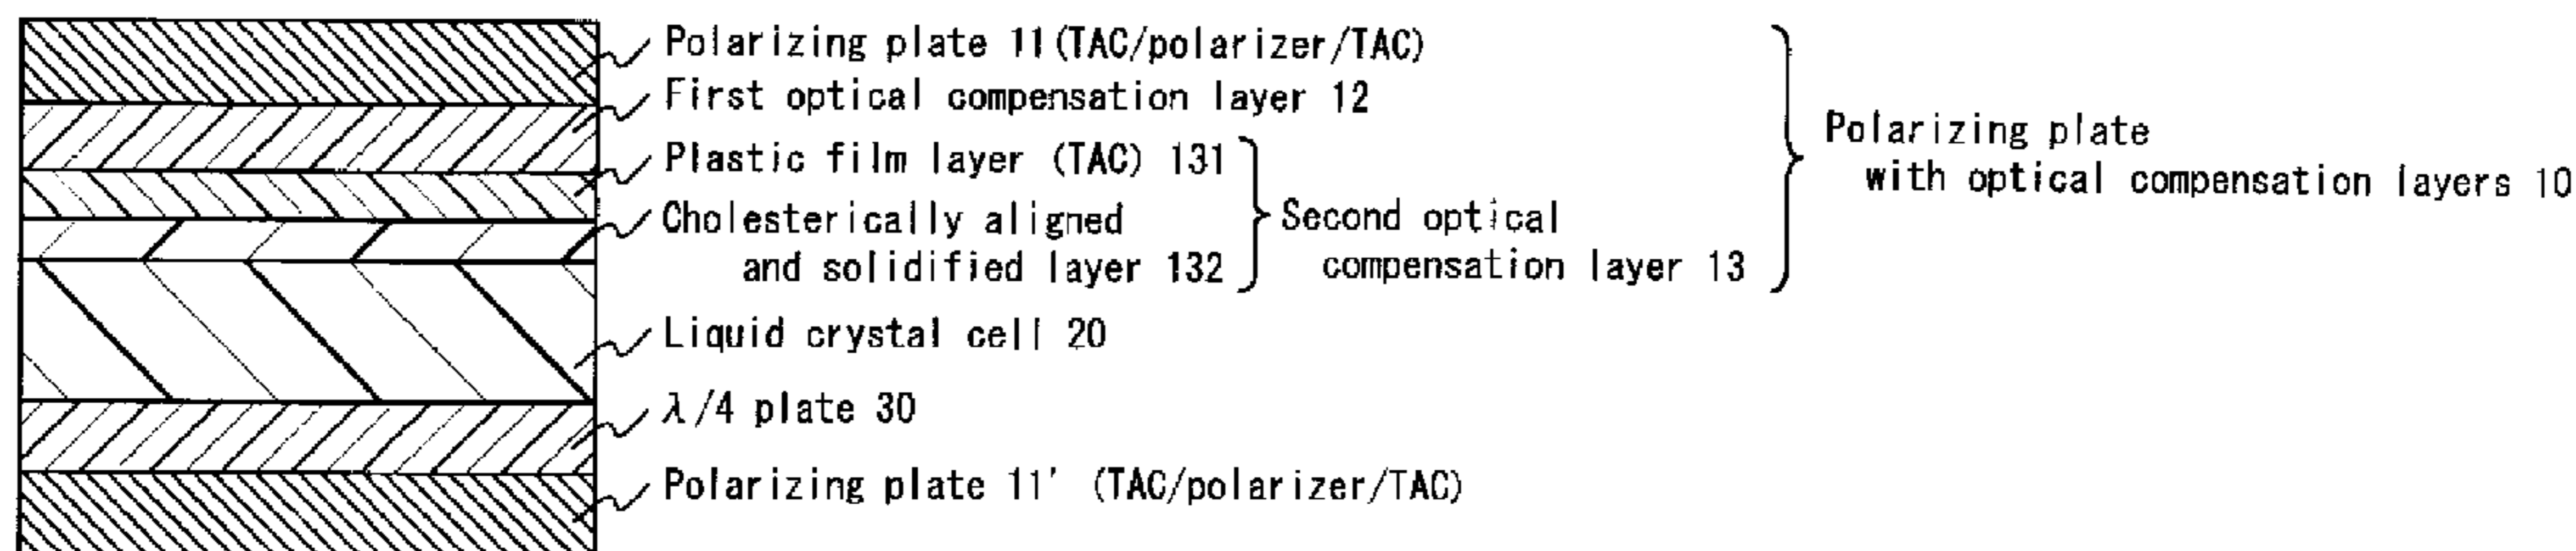 Polarizing plate 11(TAC/polarizer/TAC)
First optical compensation layer 12
Plastic film layer (TAC) 131
Cholesterically aligned
and solidified layer 132
Second optical
compensation layer 13
Polarizing plate
with optical compensation layers 10
Liquid crystal cell 20
λ/4 plate 30
Polarizing plate 11' (TAC/polarizer/TAC)